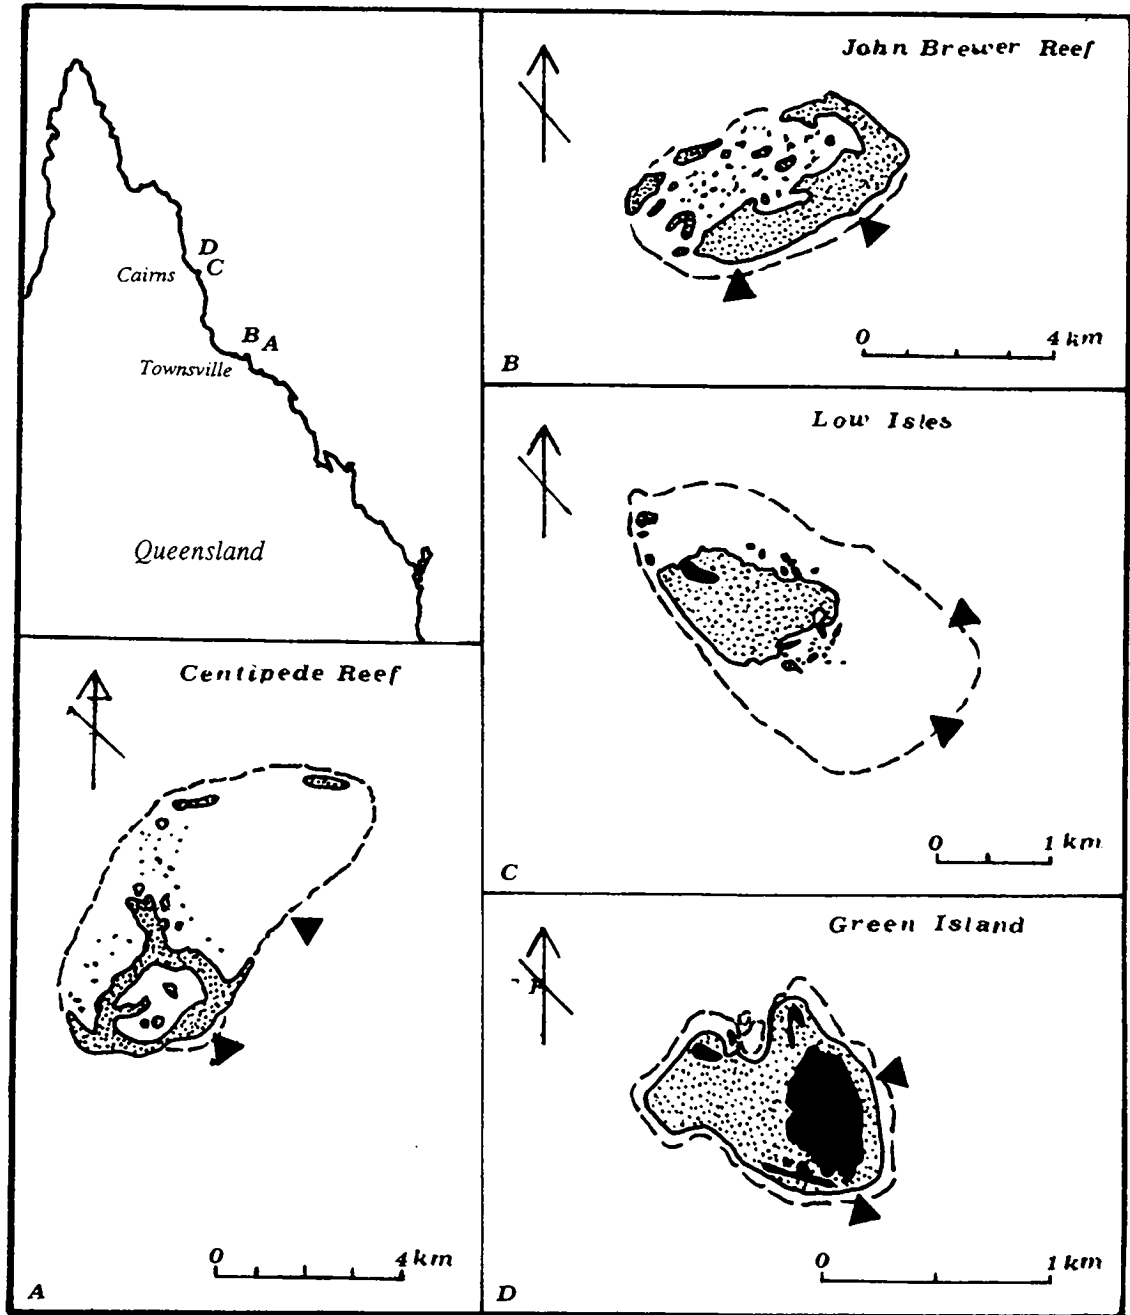 D
Cairns C
B A
Townsville
Queensland
John Brewer Reef
0 4 km
B
Low Isles
0 1 km
C
Centipede Reef
0 4 km
A
Green Island
0 1 km
D